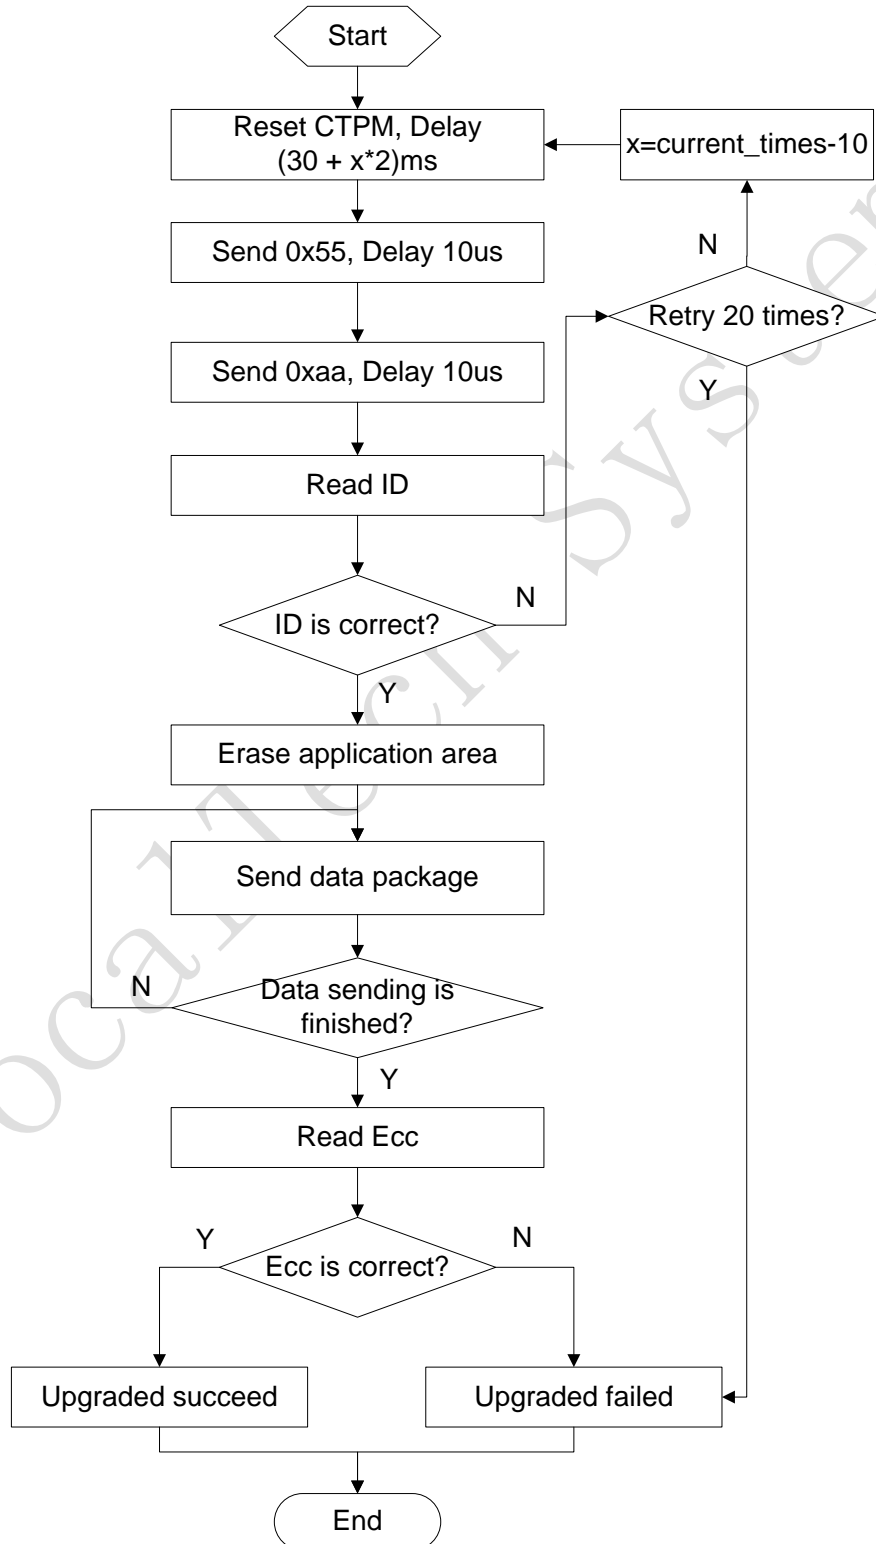 Start
Reset CTPM, Delay
(30 + x*2)ms
x=current_times-10
Send 0x55, Delay 10us
N
Retry 20 times?
Send 0xaa, Delay 10us
Y
Read ID
ID is correct?
N
Y
Erase application area
Send data package
N
Data sending is
finished?
Y
Read Ecc
Y
Ecc is correct?
N
Upgraded succeed
Upgraded failed
End
ocalTech System